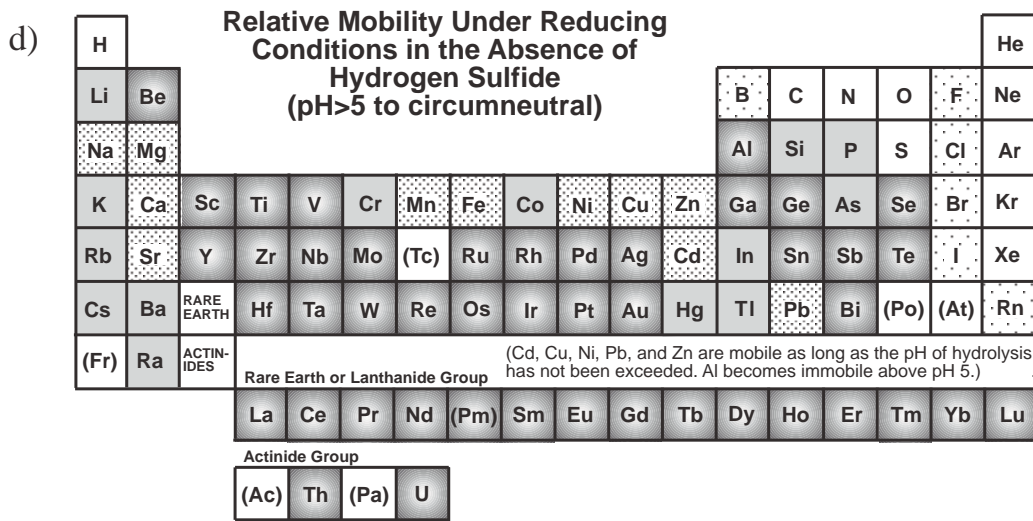 d)
Relative Mobility Under Reducing
Conditions in the Absence of
Hydrogen Sulfide
(pH>5 to circumneutral)
H He
Li Be B C N O F Ne
Na Mg Al Si P S Cl Ar
K Ca Sc Ti V Cr Mn Fe Co Ni Cu Zn Ga Ge As Se Br Kr
Rb Sr Y Zr Nb Mo (Tc) Ru Rh Pd Ag Cd In Sn Sb Te I Xe
Cs Ba RARE EARTH Hf Ta W Re Os Ir Pt Au Hg Tl Pb Bi (Po) (At) Rn
(Fr) Ra ACTIN-IDES
(Cd, Cu, Ni, Pb, and Zn are mobile as long as the pH of hydrolysis
has not been exceeded. Al becomes immobile above pH 5.)
Rare Earth or Lanthanide Group
La Ce Pr Nd (Pm) Sm Eu Gd Tb Dy Ho Er Tm Yb Lu
Actinide Group
(Ac) Th (Pa) U